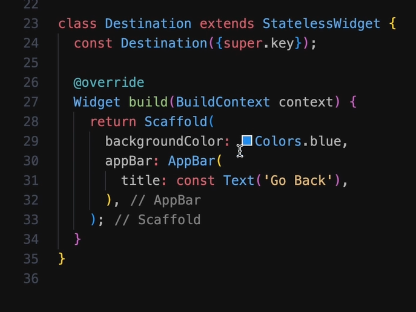 22
23 class Destination extends StatelessWidget {
24 const Destination({super.key});
25
26 @override
27 Widget build(BuildContext context) {
28 return Scaffold(
29 backgroundColor: Colors.blue,
30 appBar: AppBar(
31 title: const Text('Go Back'),
32 ), // AppBar
33 ); // Scaffold
34 }
35 }
36